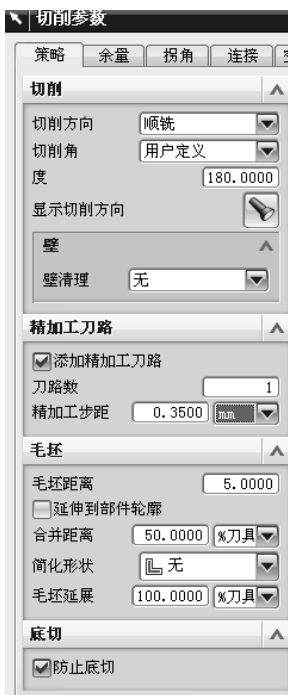 切削参数
策略 余量 拐角 连接
切削
切削方向 顺铣
切削角 用户定义
度 180.0000
显示切削方向
壁
壁清理 无
精加工刀路
添加精加工刀路
刀路数 1
精加工步距 0.3500 mm
毛坯
毛坯距离 5.0000
延伸到部件轮廓
合并距离 50.0000 %刀具
简化形状 无
毛坯延展 100.0000 %刀具
底切
防止底切